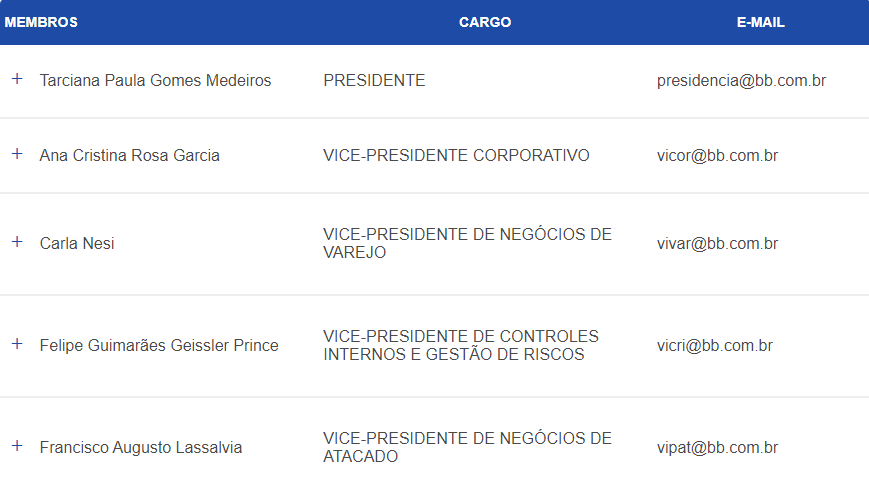 MEMBROS CARGO E-MAIL
+ Tarciana Paula Gomes Medeiros PRESIDENTE presidencia@bb.com.br
+ Ana Cristina Rosa Garcia VICE-PRESIDENTE CORPORATIVO vicor@bb.com.br
+ Carla Nesi VICE-PRESIDENTE DE NEGÓCIOS DE VAREJO vivar@bb.com.br
+ Felipe Guimarães Geissler Prince VICE-PRESIDENTE DE CONTROLES INTERNOS E GESTÃO DE RISCOS vicri@bb.com.br
+ Francisco Augusto Lassalvia VICE-PRESIDENTE DE NEGÓCIOS DE ATACADO vipat@bb.com.br